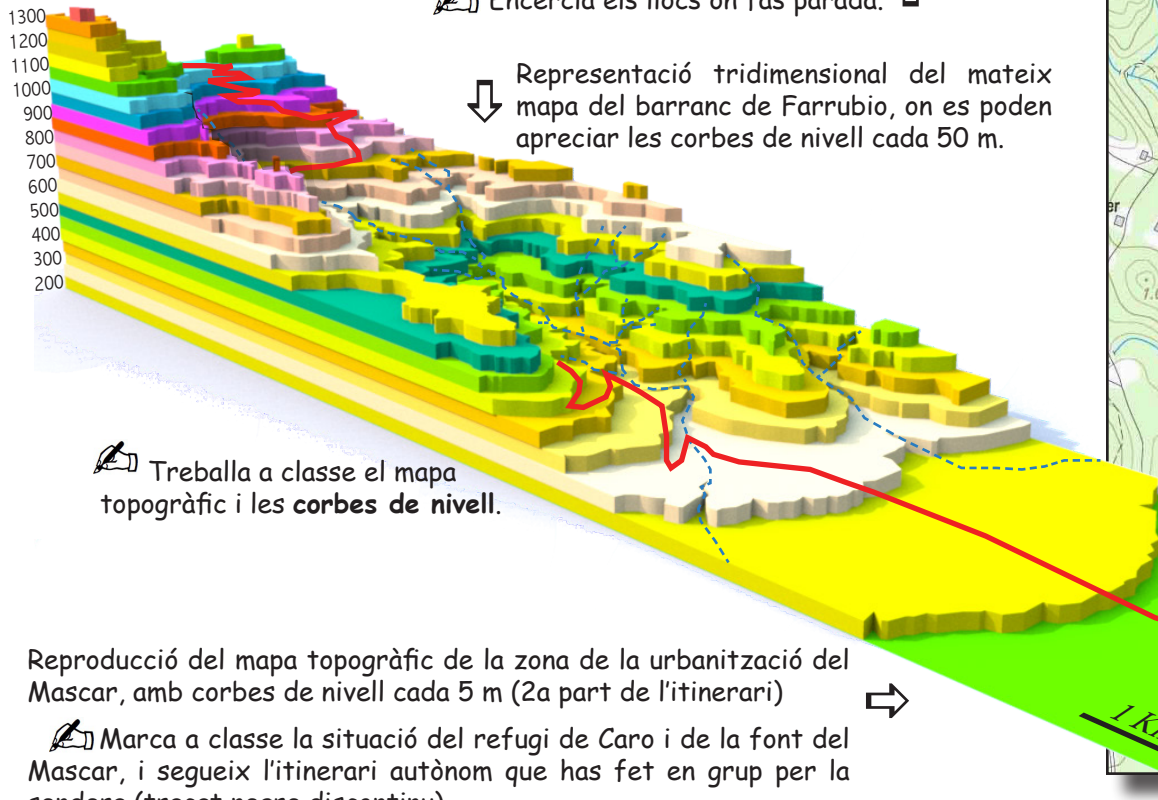 Encercla els llocs on fas parada.
Representació tridimensional del mateix
mapa del barranc de Farrubio, on es poden
apreciar les corbes de nivell cada 50 m.
1300
1200
1100
1000
900
800
700
600
500
400
300
200
er
Treballa a classe el mapa
topogràfic i les corbes de nivell.
Reproducció del mapa topogràfic de la zona de la urbanització del
Mascar, amb corbes de nivell cada 5 m (2a part de l'itinerari)
Marca a classe la situació del refugi de Caro i de la font del
Mascar, i segueix l'itinerari autònom que has fet en grup per la
1 K